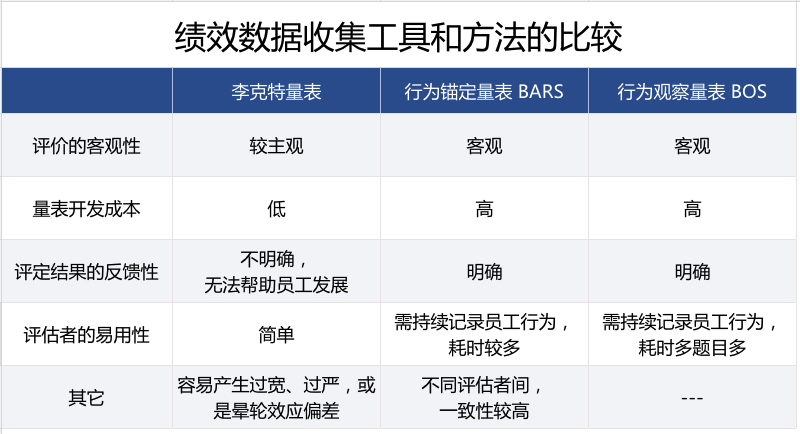 绩效数据收集工具和方法的比较
李克特量表 行为锚定量表 BARS 行为观察量表 BOS
评价的客观性 较主观 客观 客观
量表开发成本 低 高 高
评定结果的反馈性 不明确，
无法帮助员工发展 明确 明确
评估者的易用性 简单 需持续记录员工行为，
耗时较多 需持续记录员工行为，
耗时多题目多
其它 容易产生过宽、过严，或
是晕轮效应偏差 不同评估者间，
一致性较高 ---